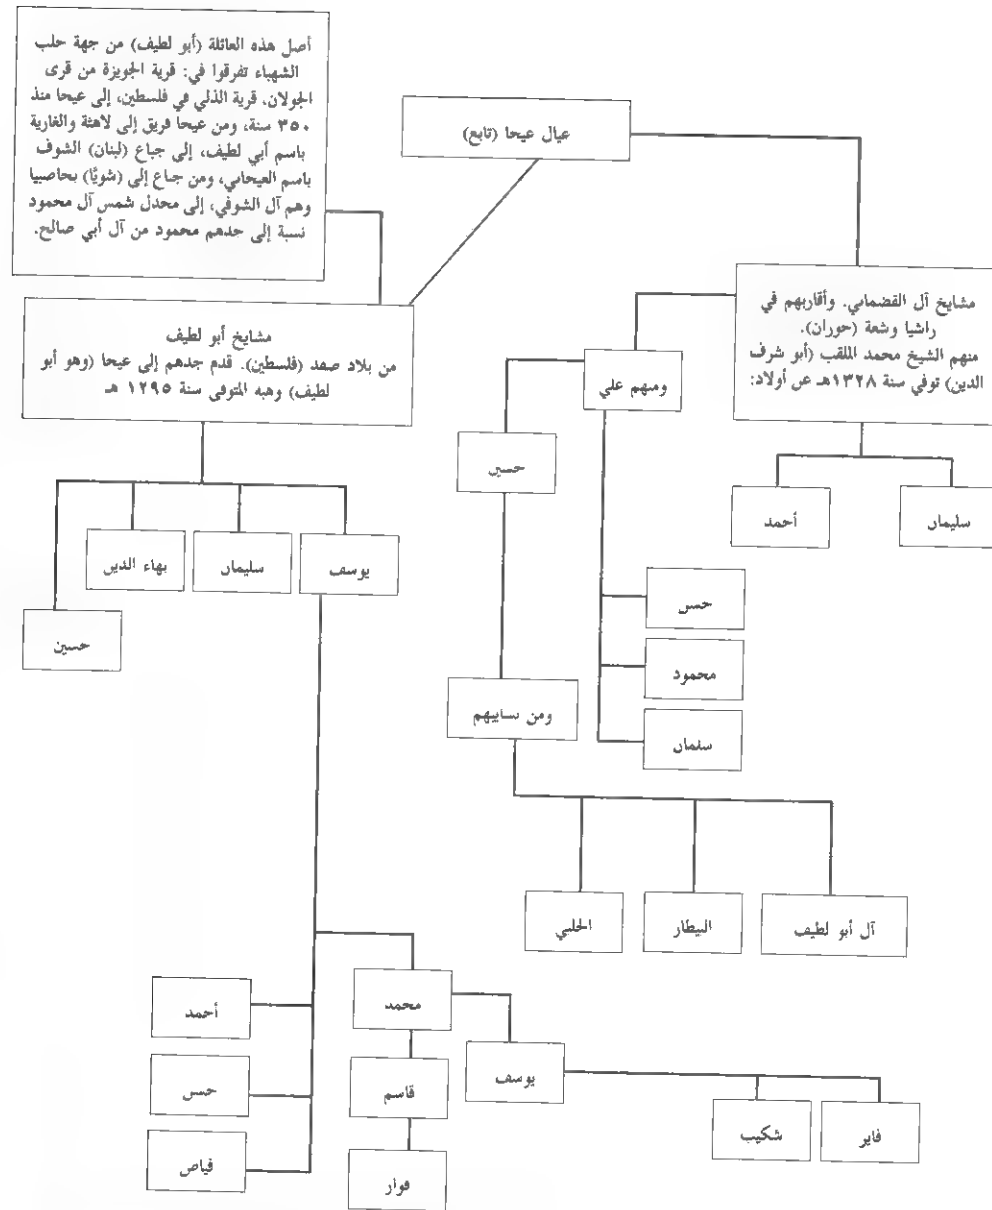 أصل هذه العائلة (أبو لطيف) من جهة حلب
الشهباء تفرقوا في: قرية الجويزة من قرى
الجولان، قرية الذلي في فلسطين، إلى عيحا منذ
٣٥٠ سنة، ومن عيحا فريق إلى لاهثة والغارية
باسم أبي لطيف، إلى جباع (لبنان) الشوف
باسم العيحاني، ومن جباع إلى (شويّا) بحاصبيا
وهم آل الشوفي، إلى مجدل شمس آل محمود
نسبة إلى جدهم محمود من آل أبي صالح.
عيال عيحا (تابع)
مشايخ آل القضماني. وأقاربهم في
راشيا وشعة (حوران).
منهم الشيخ محمد الملقب (أبو شرف
الدين) توفي سنة ١٣٢٨هـ عن أولاد:
مشايخ أبو لطيف
من بلاد صفد (فلسطين). قدم جدهم إلى عيحا (وهو أبو
لطيف) وهبه المتوفى سنة ١٢٩٥ هـ
ومنهم علي
حسين
سليمان
أحمد
يوسف
سليمان
بهاء الدين
حسين
حسن
محمود
سلمان
ومن نسايبهم
آل أبو لطيف
البيطار
الحلبي
محمد
أحمد
يوسف
قاسم
حسن
فايز
شكيب
فواز
فياض